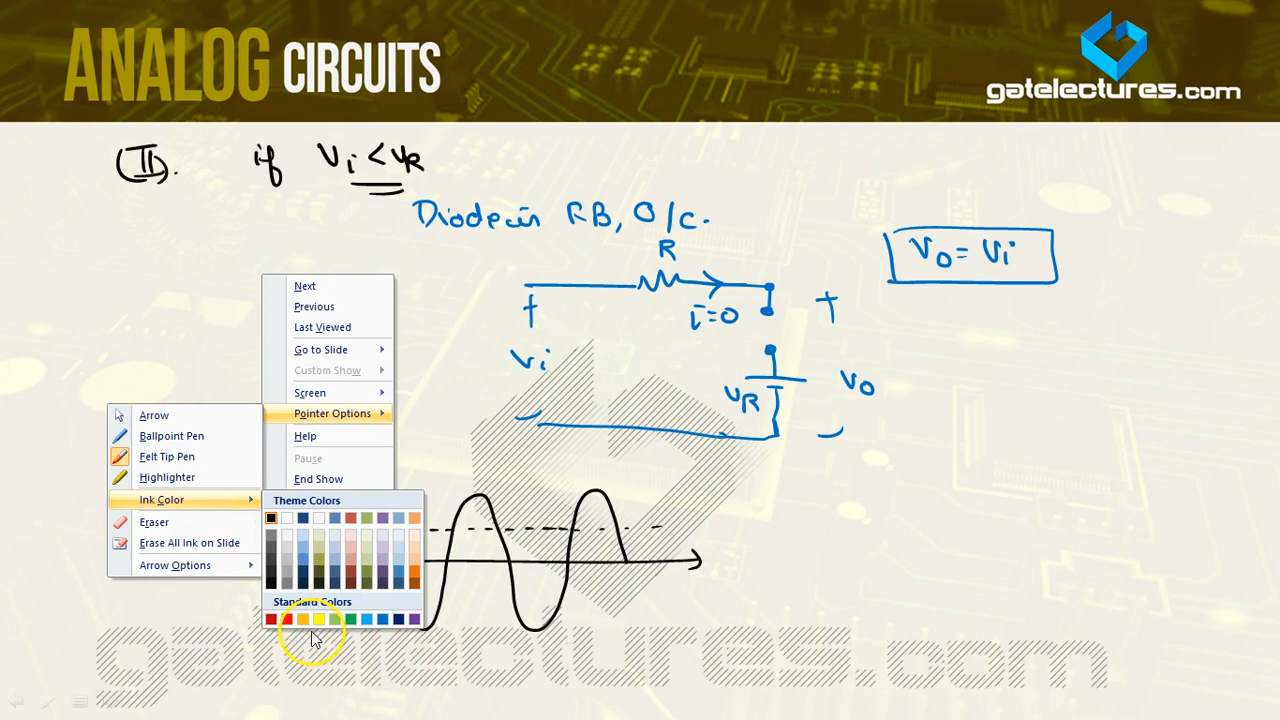 ANALOG CIRCUITS
gatelectures.com
(II). if Vi < VR
Diode in RB, O/C.
R
V0 = Vi
i=0
+
+
Vi
VR
V0
Next
Previous
Last Viewed
Go to Slide
Custom Show
Screen
Pointer Options
Help
Pause
End Show
Arrow
Ballpoint Pen
Felt Tip Pen
Highlighter
Ink Color
Eraser
Erase All Ink on Slide
Arrow Options
Theme Colors
Standard Colors
gatelectures.com